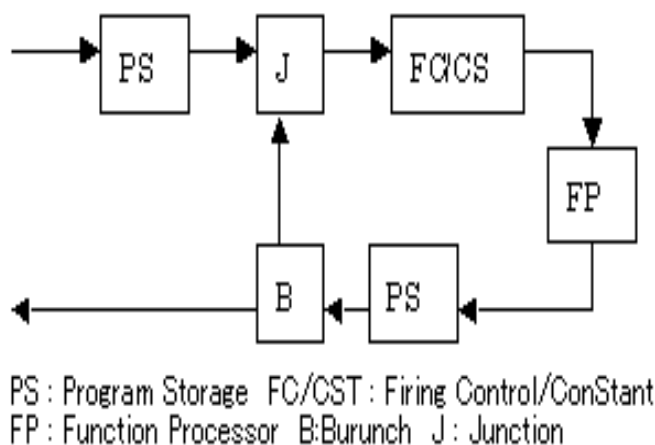 PS
J
FC/CS
FP
B
PS
PS : Program Storage FC/CST : Firing Control/ConStant
FP : Function Processor B:Burunch J : Junction